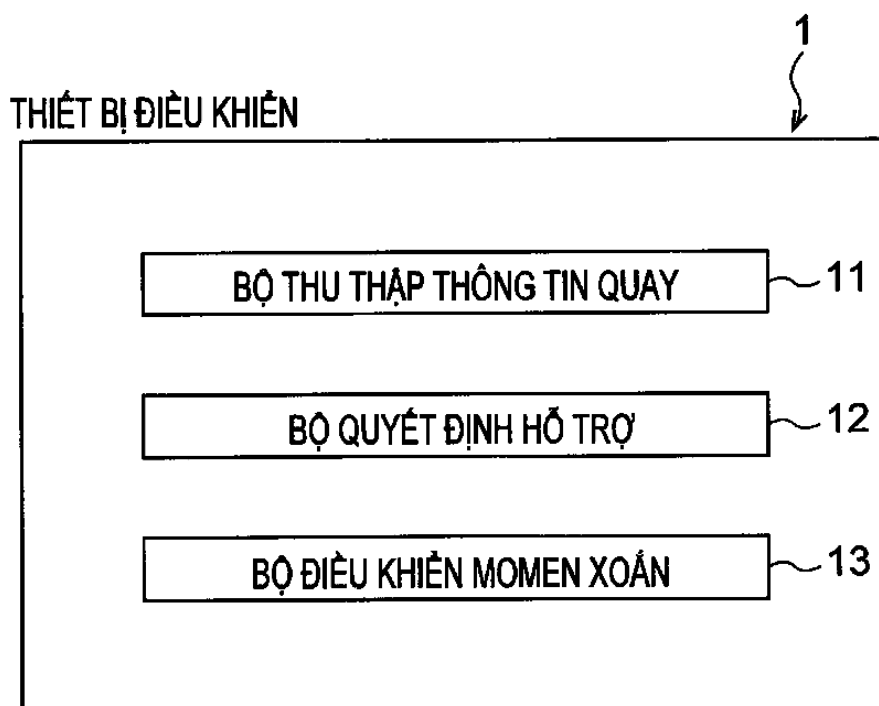 1
THIẾT BỊ ĐIỀU KHIỂN
BỘ THU THẬP THÔNG TIN QUAY 11
BỘ QUYẾT ĐỊNH HỖ TRỢ 12
BỘ ĐIỀU KHIỂN MOMEN XOẮN 13